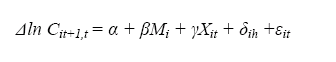 Δln C_{it+1,t} = α + βM_i + γX_{it} + δ_{ih} +ε_{it}